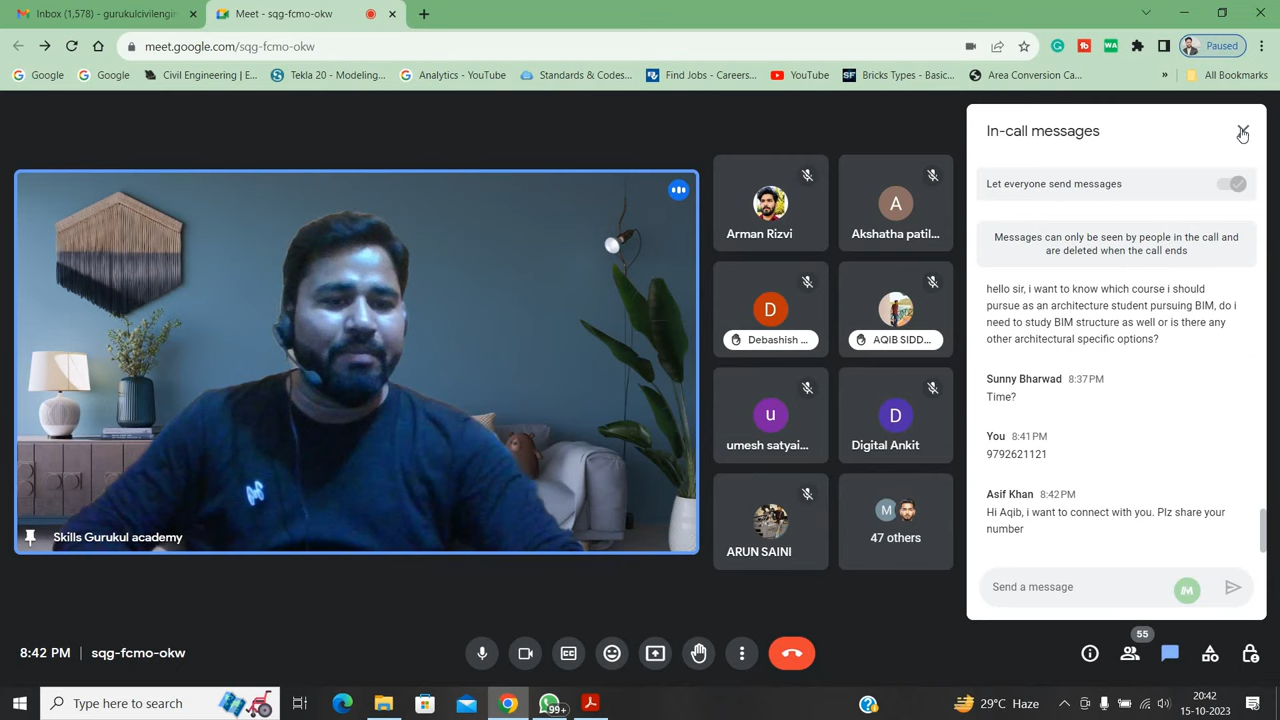 Inbox (1,578) - gurukulcivilengin
Meet - sqg-fcmo-okw
meet.google.com/sqg-fcmo-okw
Paused
Google
Google
Civil Engineering | E...
Tekla 20 - Modeling...
Analytics - YouTube
Standards & Codes...
Find Jobs - Careers...
YouTube
SF
Bricks Types - Basic...
Area Conversion Ca...
»
All Bookmarks
Skills Gurukul academy
Arman Rizvi
A
Akshatha patil...
D
Debashish ...
AQIB SIDD...
u
umesh satyai...
D
Digital Ankit
ARUN SAINI
M
47 others
In-call messages
Let everyone send messages
Messages can only be seen by people in the call and
are deleted when the call ends
hello sir, i want to know which course i should
pursue as an architecture student pursuing BIM, do i
need to study BIM structure as well or is there any
other architectural specific options?
Sunny Bharwad 8:37 PM
Time?
You 8:41 PM
9792621121
Asif Khan 8:42 PM
Hi Aqib, i want to connect with you. Plz share your
number
Send a message
8:42 PM | sqg-fcmo-okw
55
Type here to search
99+
29°C Haze
20:42
15-10-2023